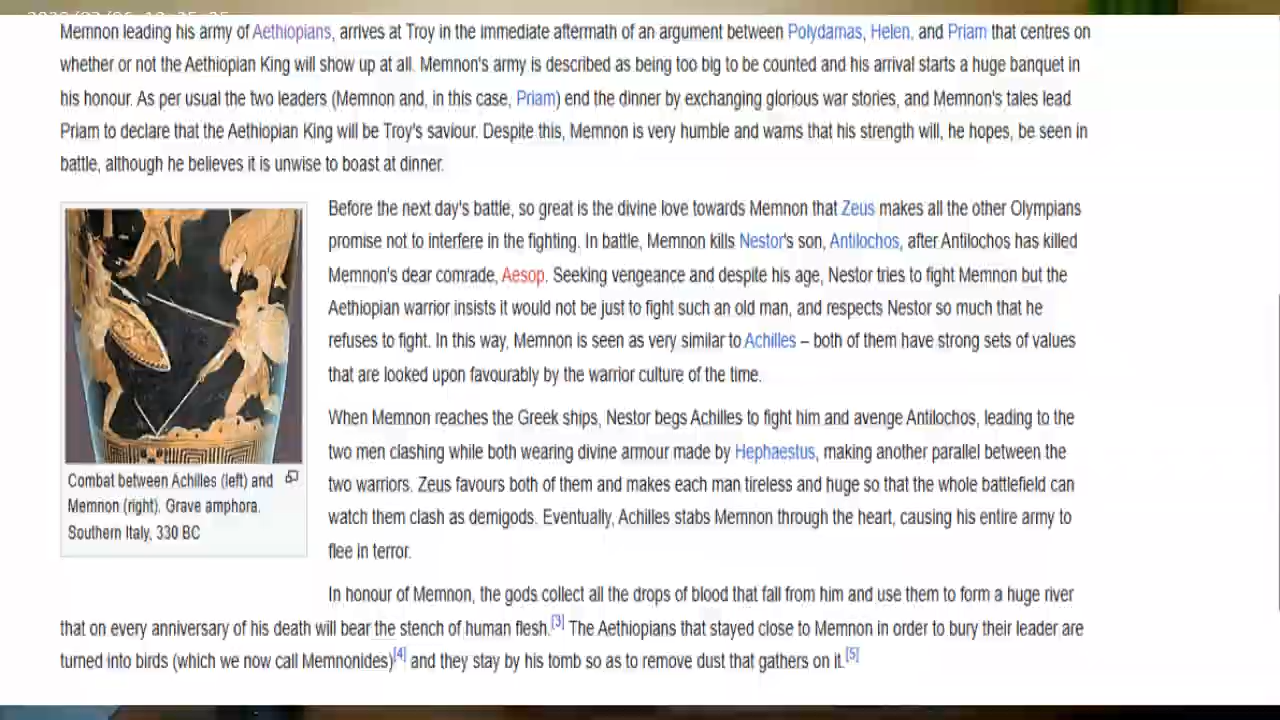 Memnon leading his army of Aethiopians, arrives at Troy in the immediate aftermath of an argument between Polydamas, Helen, and Priam that centres on
whether or not the Aethiopian King will show up at all. Memnon's army is described as being too big to be counted and his arrival starts a huge banquet in
his honour. As per usual the two leaders (Memnon and, in this case, Priam) end the dinner by exchanging glorious war stories, and Memnon's tales lead
Priam to declare that the Aethiopian King will be Troy's saviour. Despite this, Memnon is very humble and warns that his strength will, he hopes, be seen in
battle, although he believes it is unwise to boast at dinner.
Before the next day's battle, so great is the divine love towards Memnon that Zeus makes all the other Olympians
promise not to interfere in the fighting. In battle, Memnon kills Nestor's son, Antilochos, after Antilochos has killed
Memnon's dear comrade, Aesop. Seeking vengeance and despite his age, Nestor tries to fight Memnon but the
Aethiopian warrior insists it would not be just to fight such an old man, and respects Nestor so much that he
refuses to fight. In this way, Memnon is seen as very similar to Achilles – both of them have strong sets of values
that are looked upon favourably by the warrior culture of the time.
When Memnon reaches the Greek ships, Nestor begs Achilles to fight him and avenge Antilochos, leading to the
two men clashing while both wearing divine armour made by Hephaestus, making another parallel between the
two warriors. Zeus favours both of them and makes each man tireless and huge so that the whole battlefield can
watch them clash as demigods. Eventually, Achilles stabs Memnon through the heart, causing his entire army to
flee in terror.
Combat between Achilles (left) and
Memnon (right). Grave amphora.
Southern Italy, 330 BC
In honour of Memnon, the gods collect all the drops of blood that fall from him and use them to form a huge river
that on every anniversary of his death will bear the stench of human flesh.[3] The Aethiopians that stayed close to Memnon in order to bury their leader are
turned into birds (which we now call Memnonides)[4] and they stay by his tomb so as to remove dust that gathers on it.[5]